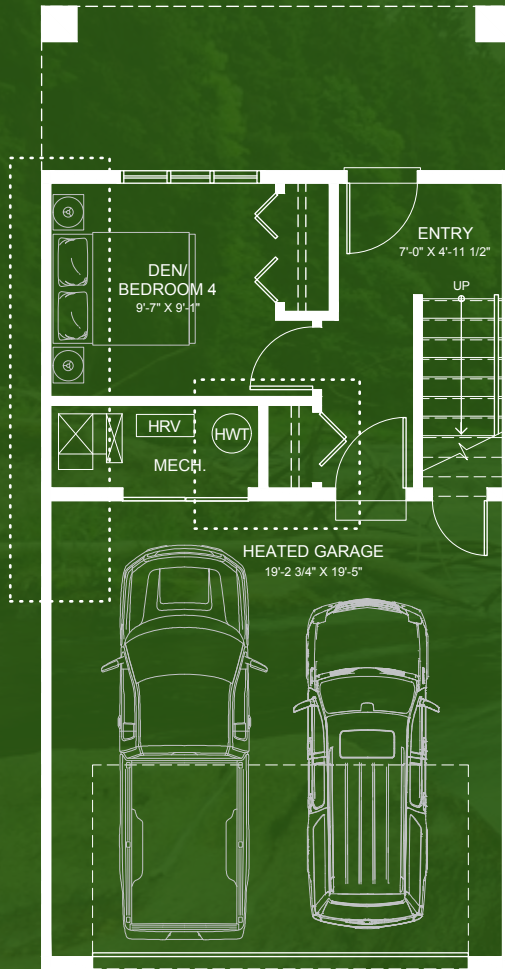 ENTRY
7'-0" X 4'-11 1/2"
DEN/
BEDROOM 4
9'-7" X 9'-1"
UP
HRV
HWT
MECH.
HEATED GARAGE
19'-2 3/4" X 19'-5"